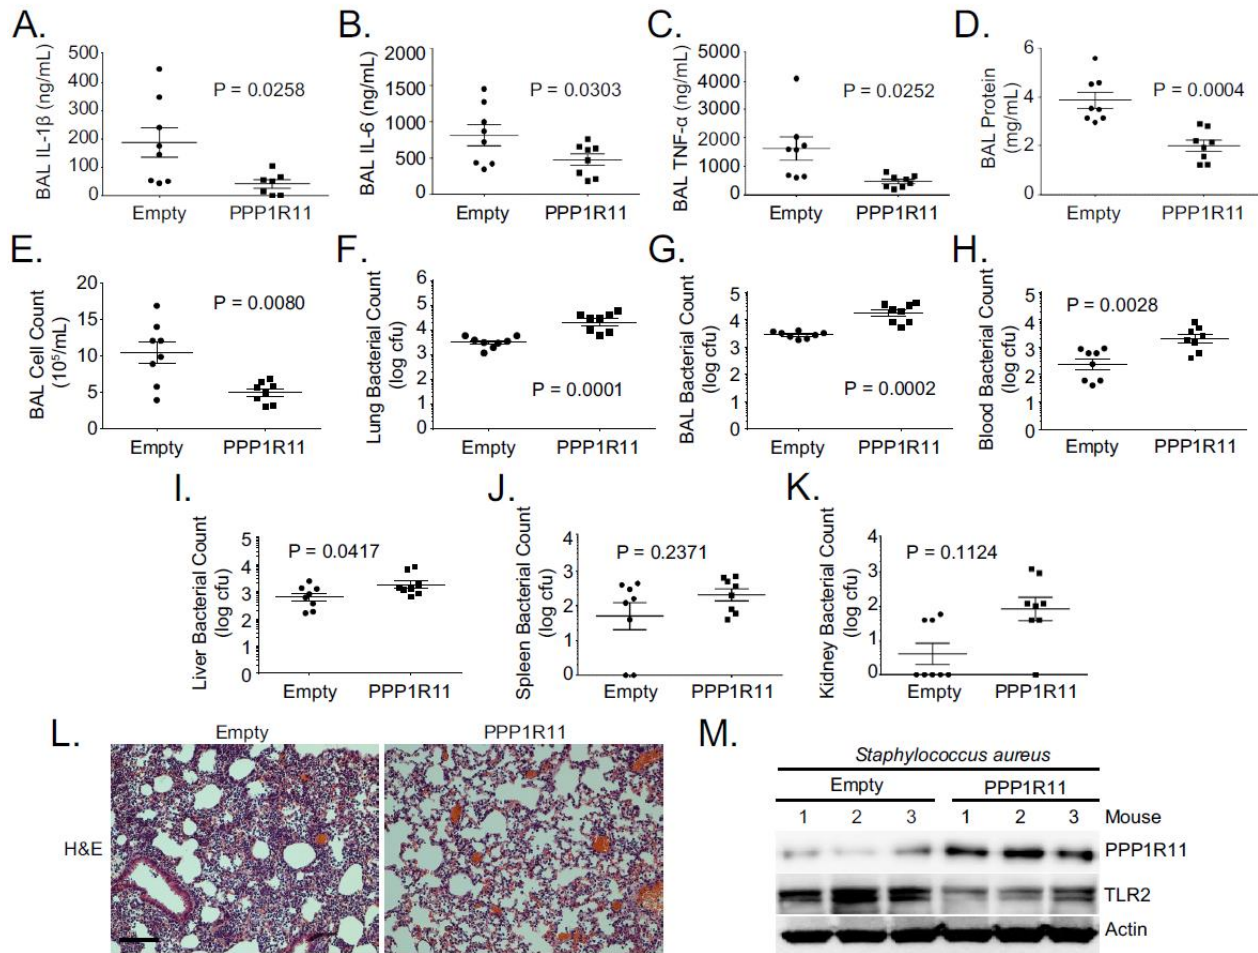 A.
BAL IL-1β (ng/mL)
500
400
300
200
100
0
P = 0.0258
Empty PPP1R11
B.
BAL IL-6 (ng/mL)
2000
1500
1000
500
0
P = 0.0303
Empty PPP1R11
C.
BAL TNF-α (ng/mL)
5000
4000
3000
2000
1000
0
P = 0.0252
Empty PPP1R11
D.
BAL Protein
(mg/mL)
6
4
2
0
P = 0.0004
Empty PPP1R11
E.
BAL Cell Count
(10⁵/mL)
20
15
10
5
0
P = 0.0080
Empty PPP1R11
F.
Lung Bacterial Count
(log cfu)
6
5
4
3
2
1
0
P = 0.0001
Empty PPP1R11
G.
BAL Bacterial Count
(log cfu)
5
4
3
2
1
0
P = 0.0002
Empty PPP1R11
H.
Blood Bacterial Count
(log cfu)
5
4
3
2
1
0
P = 0.0028
Empty PPP1R11
I.
Liver Bacterial Count
(log cfu)
5
4
3
2
1
0
P = 0.0417
Empty PPP1R11
J.
Spleen Bacterial Count
(log cfu)
4
3
2
1
0
P = 0.2371
Empty PPP1R11
K.
Kidney Bacterial Count
(log cfu)
4
3
2
1
0
P = 0.1124
Empty PPP1R11
L.
Empty PPP1R11
H&E
M.
Staphylococcus aureus
Empty PPP1R11
1 2 3 1 2 3 Mouse
PPP1R11
TLR2
Actin